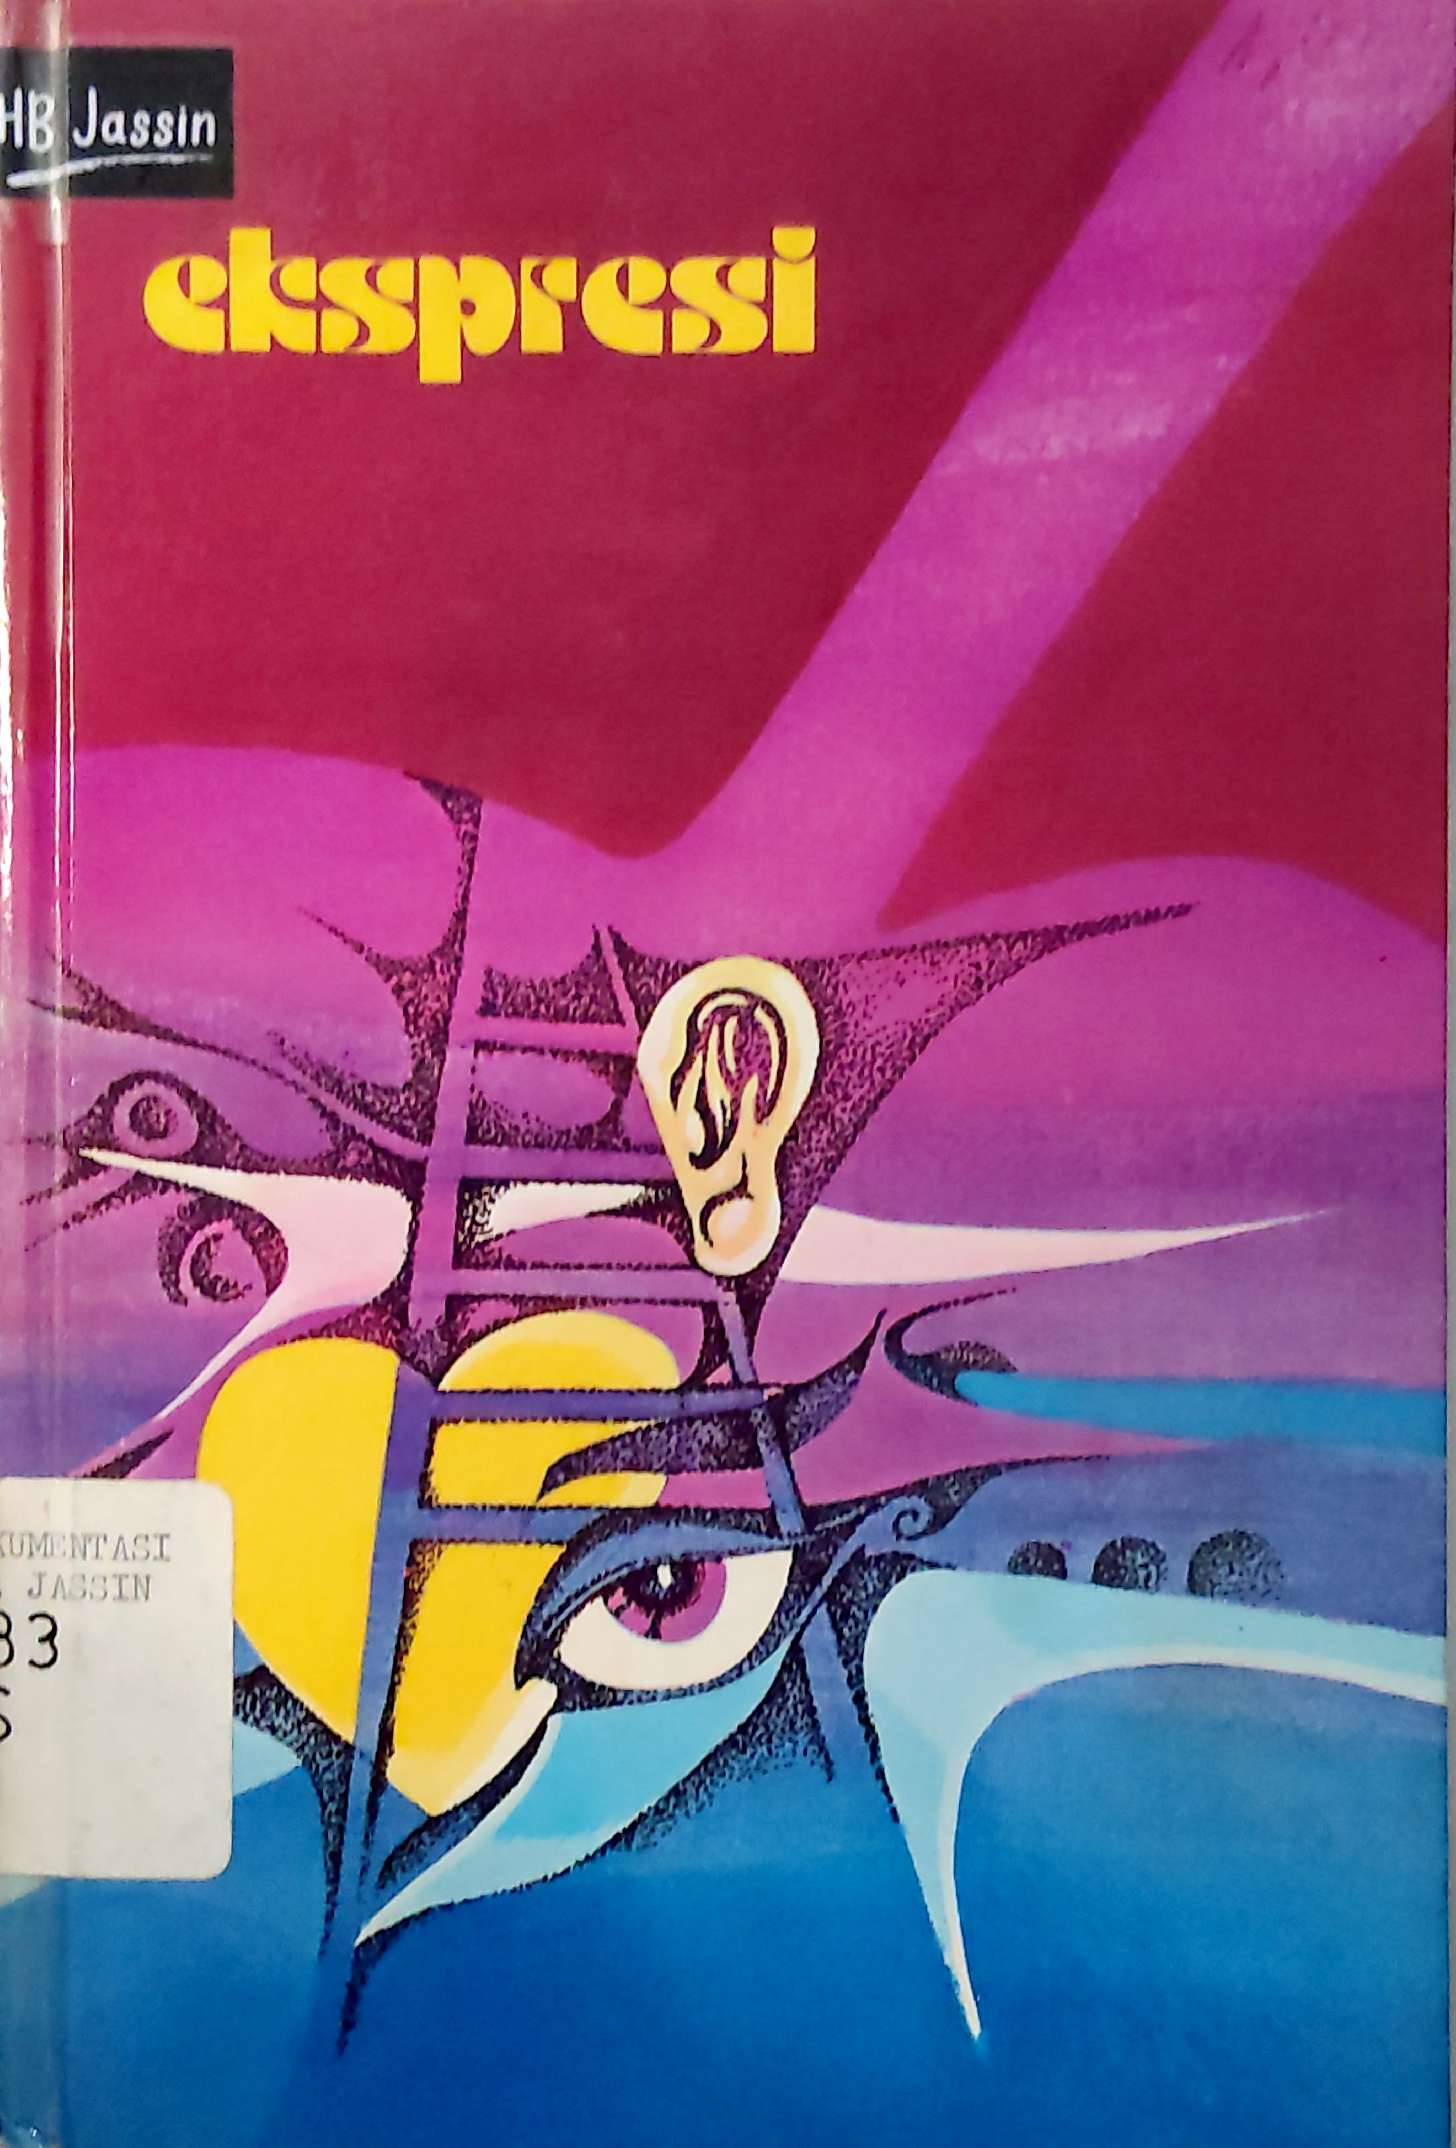 HB Jassin
ekspresi
KUMENTASI
. JASSIN
83